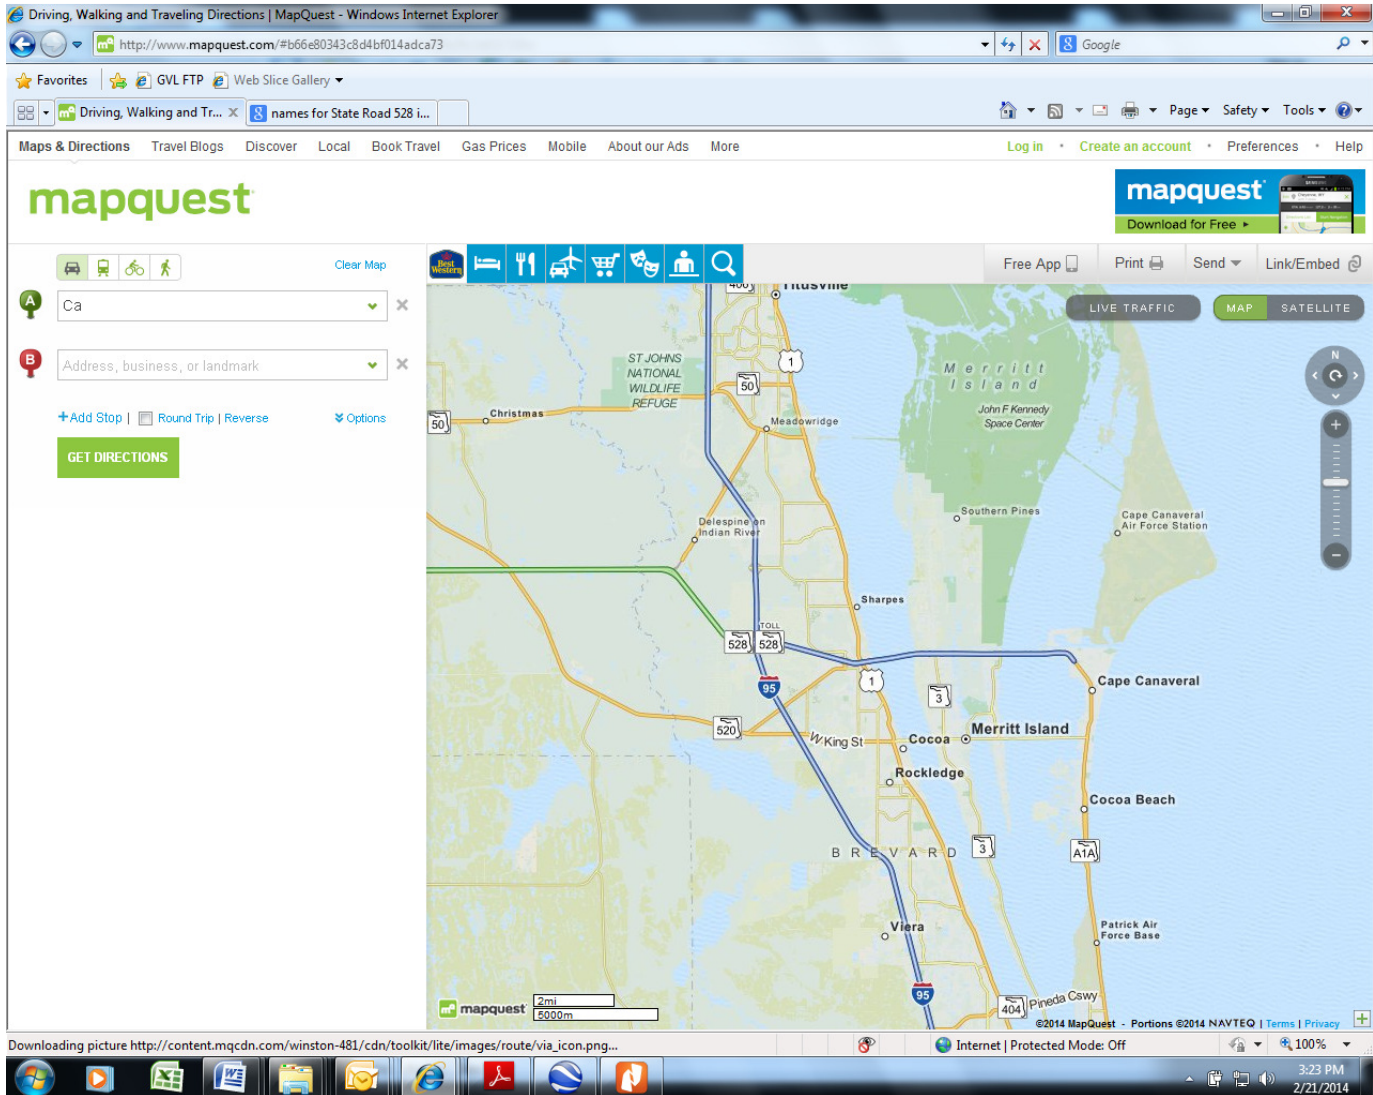 Driving, Walking and Traveling Directions | MapQuest - Windows Internet Explorer
http://www.mapquest.com/#b66e80343c8d4bf014adca73
Google
Favorites
GVL FTP
Web Slice Gallery
Driving, Walking and Tr...
names for State Road 528 i...
Page
Safety
Tools
Maps & Directions
Travel Blogs
Discover
Local
Book Travel
Gas Prices
Mobile
About our Ads
More
Log in
Create an account
Preferences
Help
mapquest
mapquest
Download for Free
Clear Map
Best Western
Free App
Print
Send
Link/Embed
A
Ca
B
Address, business, or landmark
+Add Stop |
Round Trip | Reverse
Options
GET DIRECTIONS
LIVE TRAFFIC
MAP
SATELLITE
N
406
Titusville
1
ST JOHNS
NATIONAL
WILDLIFE
REFUGE
50
Merritt
Island
John F Kennedy
Space Center
50
Christmas
Meadowridge
Southern Pines
Cape Canaveral
Air Force Station
Delespine on
Indian River
Sharpes
TOLL
528
528
95
1
3
Cape Canaveral
520
W King St
Cocoa
Merritt Island
Rockledge
Cocoa Beach
BREVARD
3
A1A
Viera
Patrick Air
Force Base
95
404
Pineda Cswy
mapquest
2mi
5000m
©2014 MapQuest - Portions ©2014 NAVTEQ | Terms | Privacy
Downloading picture http://content.mqcdn.com/winston-481/cdn/toolkit/lite/images/route/via_icon.png...
Internet | Protected Mode: Off
100%
3:23 PM
2/21/2014